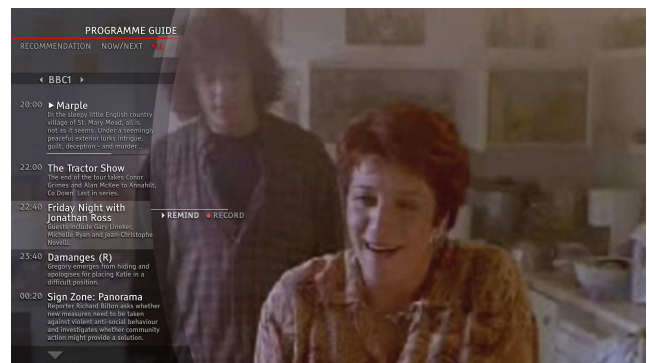 PROGRAMME GUIDE
RECOMMENDATION NOW/NEXT ALL
BBC1
20:00 Marple
In the sleepy little English country
village of St. Mary Mead, all is
not as it seems. Under a seemingly
peaceful exterior lurks intrigue,
guilt, deception - and murder...
22:00 The Tractor Show
The end of the tour takes Conor
Grimes and Alan McKee to Annahilt,
Co Down. Last in series.
22:40 Friday Night with
Jonathan Ross
REMIND RECORD
Guests include Gary Lineker,
Michelle Ryan and Jean-Christophe
Novelli.
23:40 Damanges (R)
Gregory emerges from hiding and
apologises for placing Katie in a
difficult position.
00:20 Sign Zone: Panorama
Reporter Richard Bilton asks whether
new measures need to be taken
against violent anti-social behaviour
and investigates whether community
action might provide a solution.